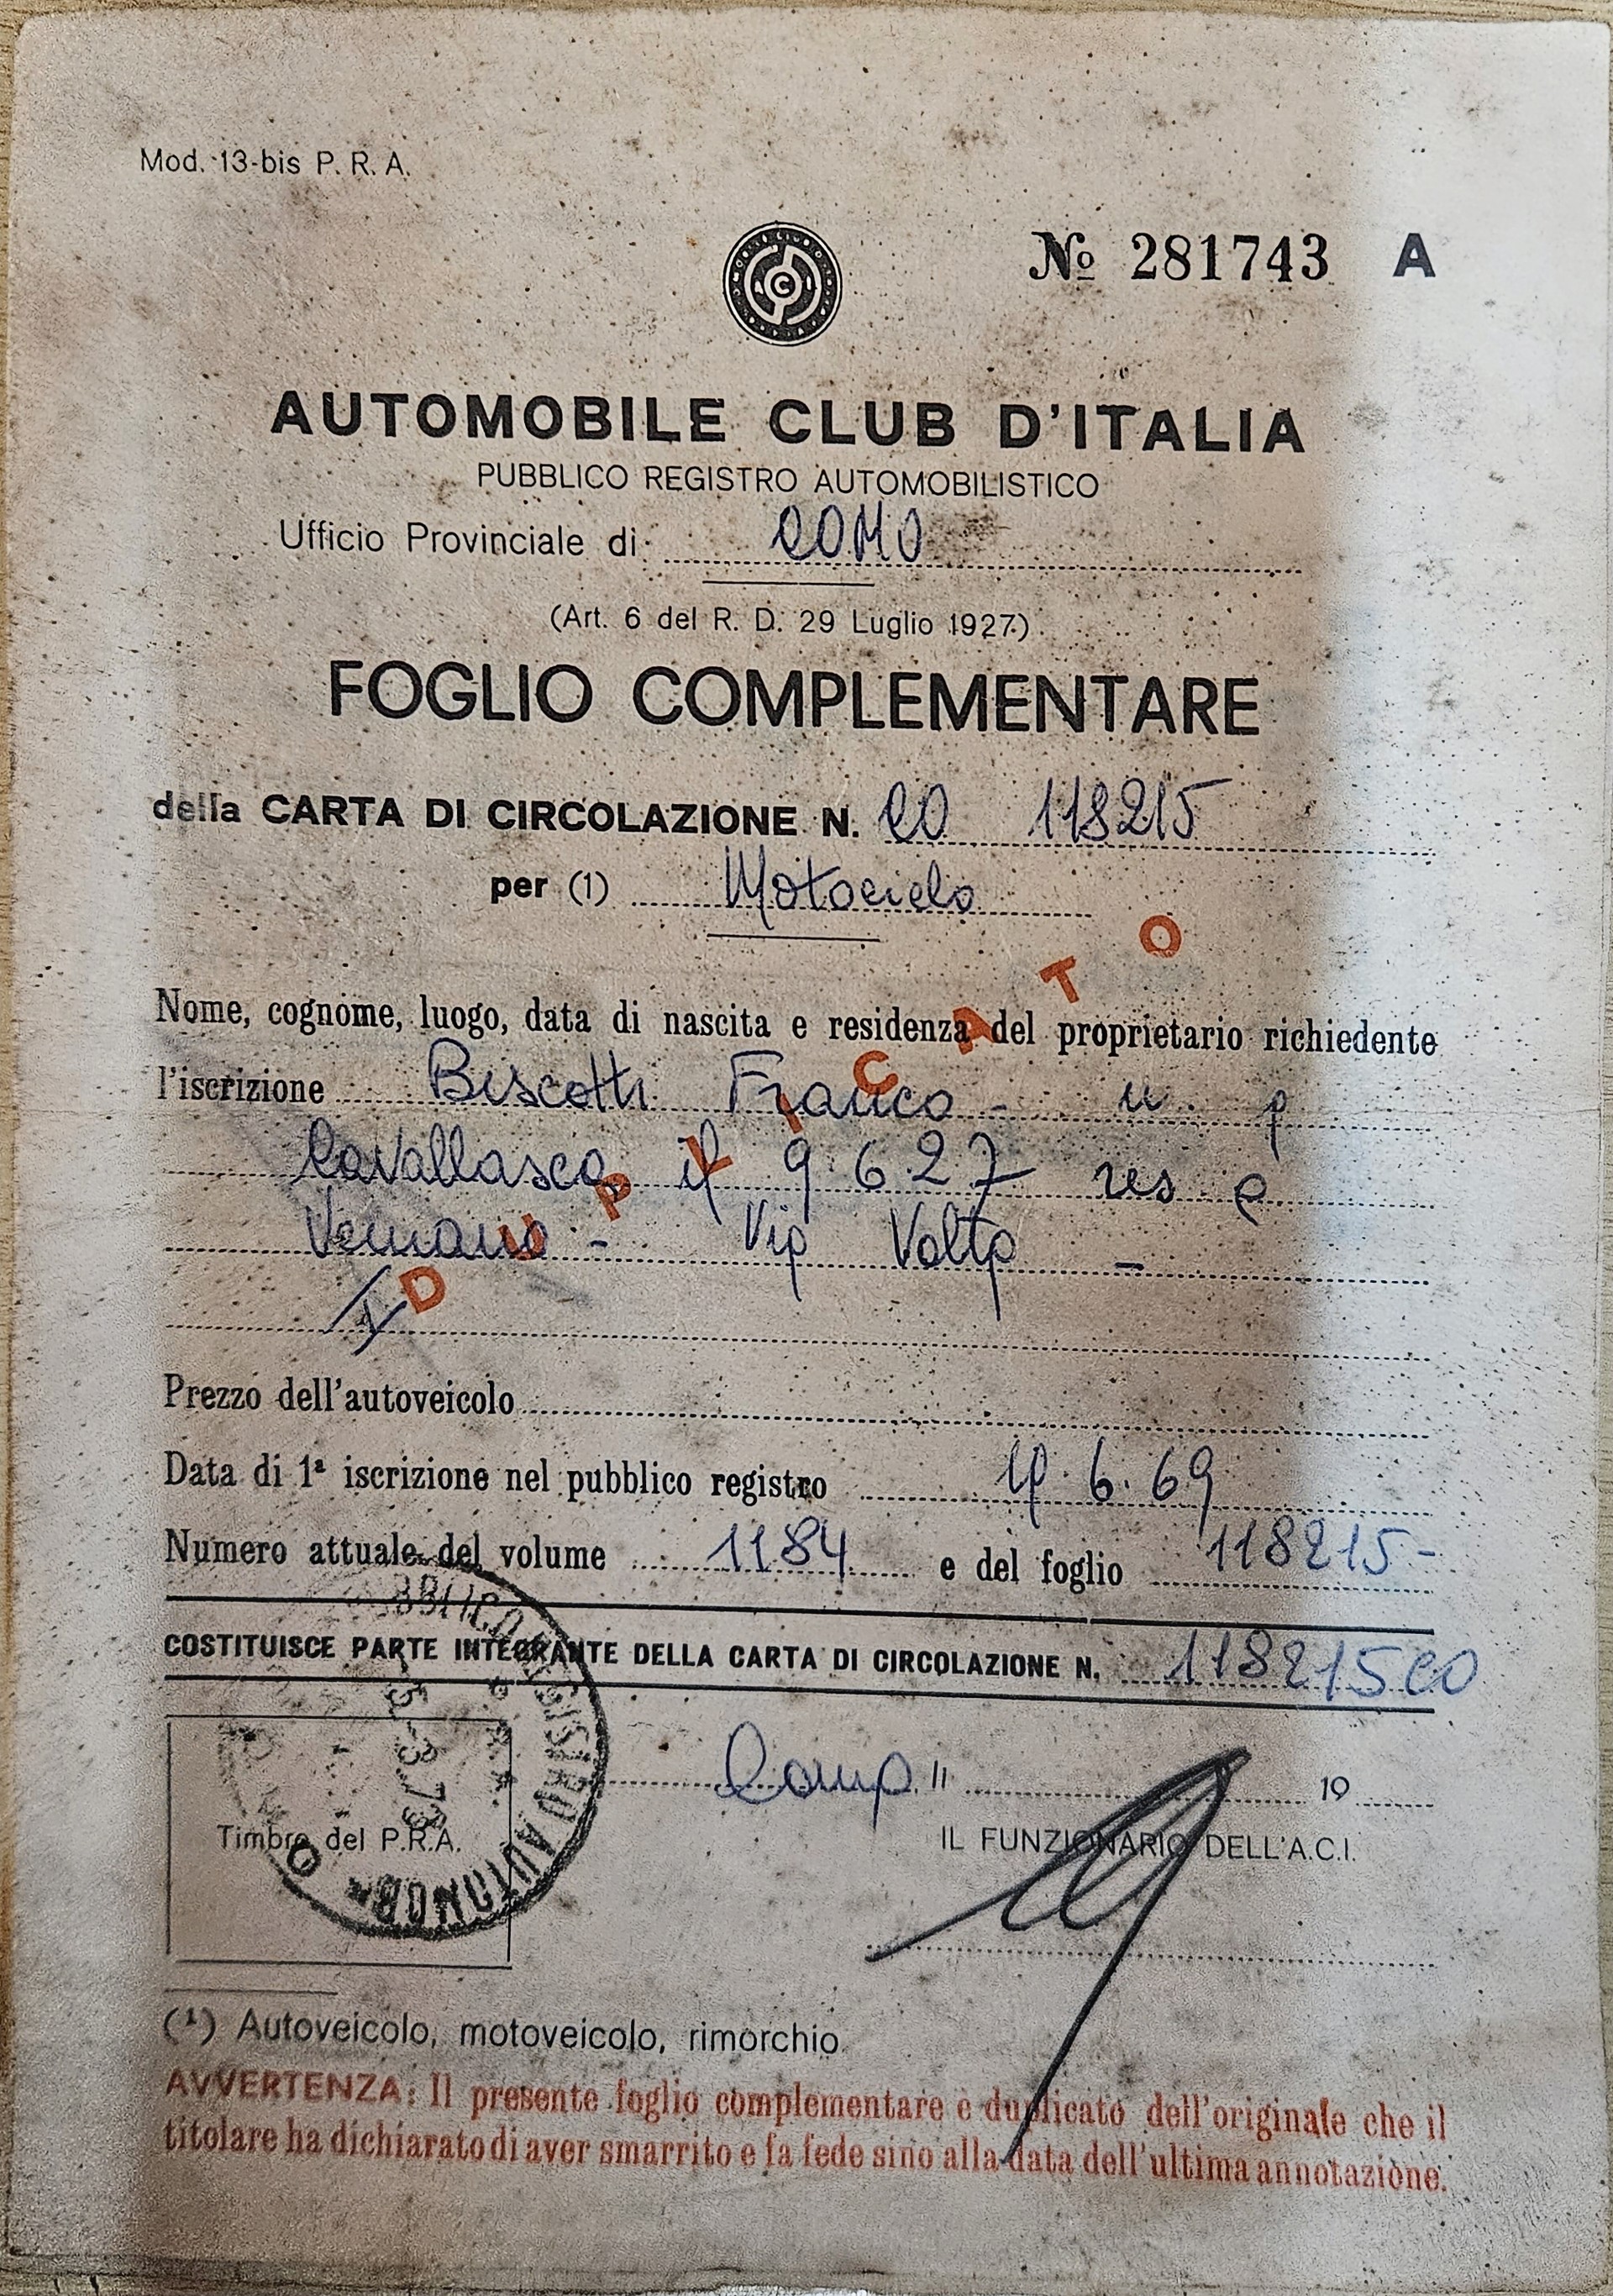 Mod. 13-bis P. R. A.
№ 281743 A
AUTOMOBILE CLUB D'ITALIA
PUBBLICO REGISTRO AUTOMOBILISTICO
Ufficio Provinciale di COMO
(Art. 6 del R. D. 29 Luglio 1927)
FOGLIO COMPLEMENTARE
della CARTA DI CIRCOLAZIONE N. CO 118215
per (1) Motociclo
DUPLICATO
Nome, cognome, luogo, data di nascita e residenza del proprietario richiedente
l'iscrizione Biscotti Franco - n. a
Cavallasca il 9 6 27 res a
Via Volta -
I
Prezzo dell'autoveicolo
Data di 1ª iscrizione nel pubblico registro 6.69
Numero attuale del volume 1184 e del foglio 118215-
COSTITUISCE PARTE INTEGRANTE DELLA CARTA DI CIRCOLAZIONE N. 118215 CO
Como li 19
Timbro del P.R.A.
IL FUNZIONARIO DELL'A.C.I.
(¹) Autoveicolo, motoveicolo, rimorchio
AVVERTENZA: Il presente foglio complementare è duplicato dell'originale che il
titolare ha dichiarato di aver smarrito e fa fede sino alla data dell'ultima annotazione.